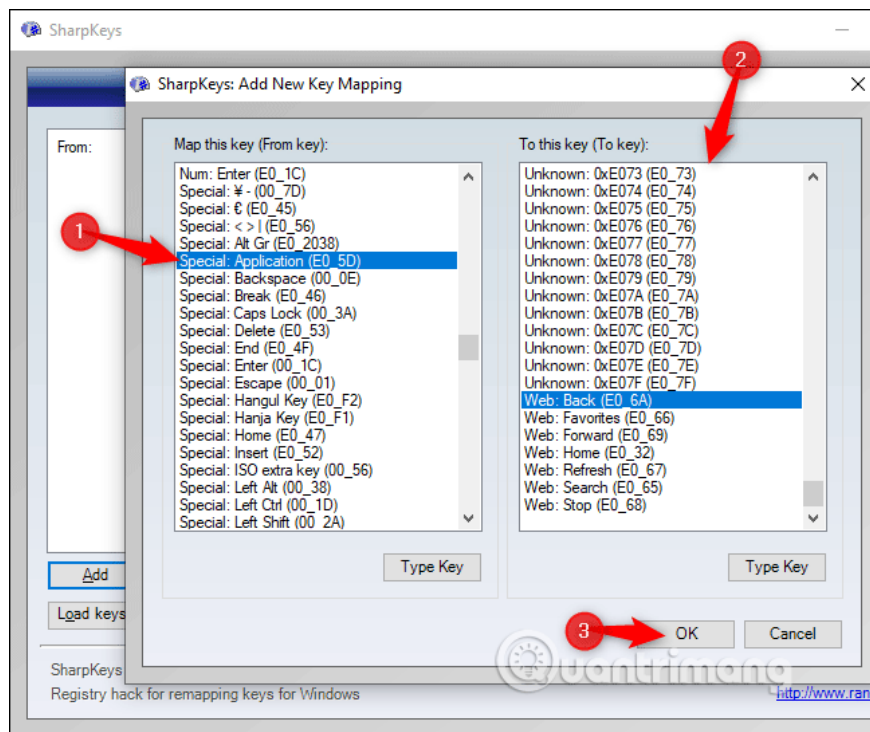 SharpKeys
SharpKeys: Add New Key Mapping
2
From:
Map this key (From key):
Num: Enter (E0_1C)
Special: ¥ - (00_7D)
Special: € (E0_45)
Special: < > | (E0_56)
Special: Alt Gr (E0_2038)
Special: Application (E0_5D)
Special: Backspace (00_0E)
Special: Break (E0_46)
Special: Caps Lock (00_3A)
Special: Delete (E0_53)
Special: End (E0_4F)
Special: Enter (00_1C)
Special: Escape (00_01)
Special: Hangul Key (E0_F2)
Special: Hanja Key (E0_F1)
Special: Home (E0_47)
Special: Insert (E0_52)
Special: ISO extra key (00_56)
Special: Left Alt (00_38)
Special: Left Ctrl (00_1D)
Special: Left Shift (00_2A)
1
Type Key
To this key (To key):
Unknown: 0xE073 (E0_73)
Unknown: 0xE074 (E0_74)
Unknown: 0xE075 (E0_75)
Unknown: 0xE076 (E0_76)
Unknown: 0xE077 (E0_77)
Unknown: 0xE078 (E0_78)
Unknown: 0xE079 (E0_79)
Unknown: 0xE07A (E0_7A)
Unknown: 0xE07B (E0_7B)
Unknown: 0xE07C (E0_7C)
Unknown: 0xE07D (E0_7D)
Unknown: 0xE07E (E0_7E)
Unknown: 0xE07F (E0_7F)
Web: Back (E0_6A)
Web: Favorites (E0_66)
Web: Forward (E0_69)
Web: Home (E0_32)
Web: Refresh (E0_67)
Web: Search (E0_65)
Web: Stop (E0_68)
Type Key
Add
Load keys
3
OK
Cancel
Quantrimang
SharpKeys
Registry hack for remapping keys for Windows
http://www.ran